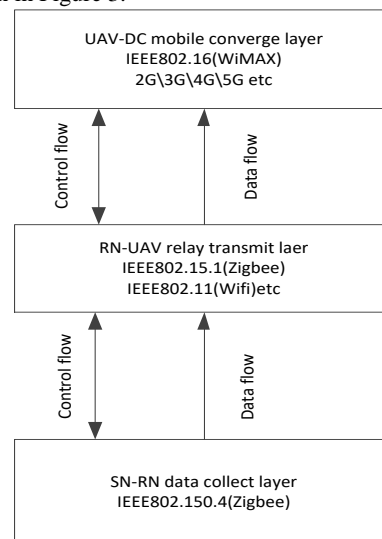 in Figure 3.
UAV-DC mobile converge layer
IEEE802.16(WiMAX)
2G\3G\4G\5G etc
Control flow
Data flow
RN-UAV relay transmit laer
IEEE802.15.1(Zigbee)
IEEE802.11(Wifi)etc
Control flow
Data flow
SN-RN data collect layer
IEEE802.150.4(Zigbee)